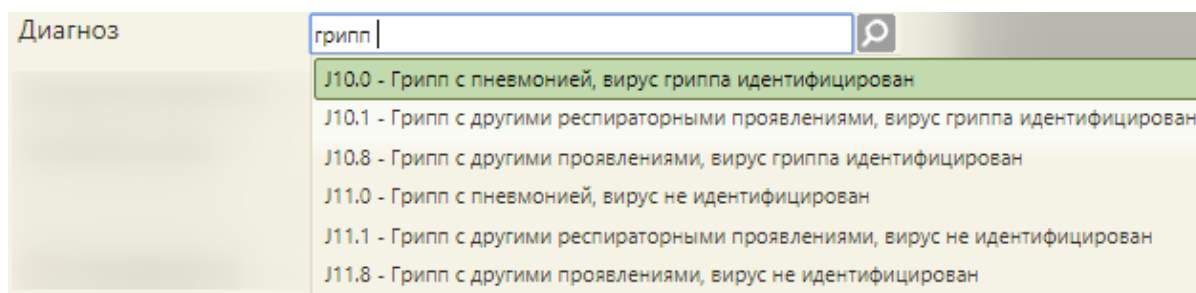 Диагноз
грипп
J10.0 - Грипп с пневмонией, вирус гриппа идентифицирован
J10.1 - Грипп с другими респираторными проявлениями, вирус гриппа идентифицирован
J10.8 - Грипп с другими проявлениями, вирус гриппа идентифицирован
J11.0 - Грипп с пневмонией, вирус не идентифицирован
J11.1 - Грипп с другими респираторными проявлениями, вирус не идентифицирован
J11.8 - Грипп с другими проявлениями, вирус не идентифицирован